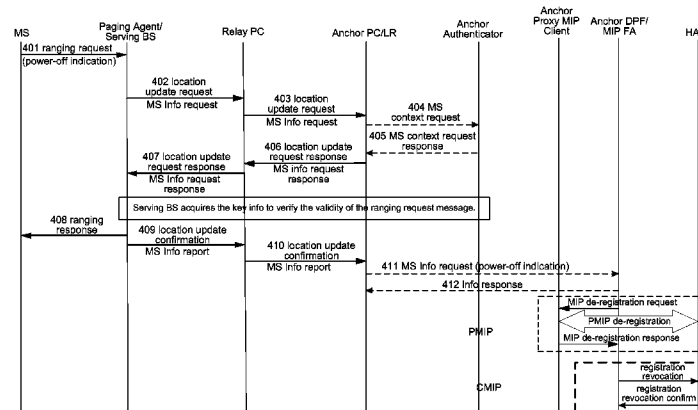 MS
Paging Agent/
Serving BS
Relay PC
Anchor PC/LR
Anchor
Authenticator
Anchor
Proxy MIP
Client
Anchor DPF/
MIP FA
HA
401 ranging request
(power-off indication)
402 location
update request
MS Info request
403 location
update request
MS Info request
404 MS
context request
405 MS context request
response
406 location update
request response
MS info request
response
407 location update
request response
MS Info request
response
Serving BS acquires the key info to verify the validity of the ranging request message.
408 ranging
response
409 location update
confirmation
MS Info report
410 location update
confirmation
MS Info report
411 MS Info request (power-off indication)
412 Info response
MIP de-registration request
PMIP de-registration
PMIP
MIP de-registration response
registration
revocation
CMIP
registration
revocation confirm